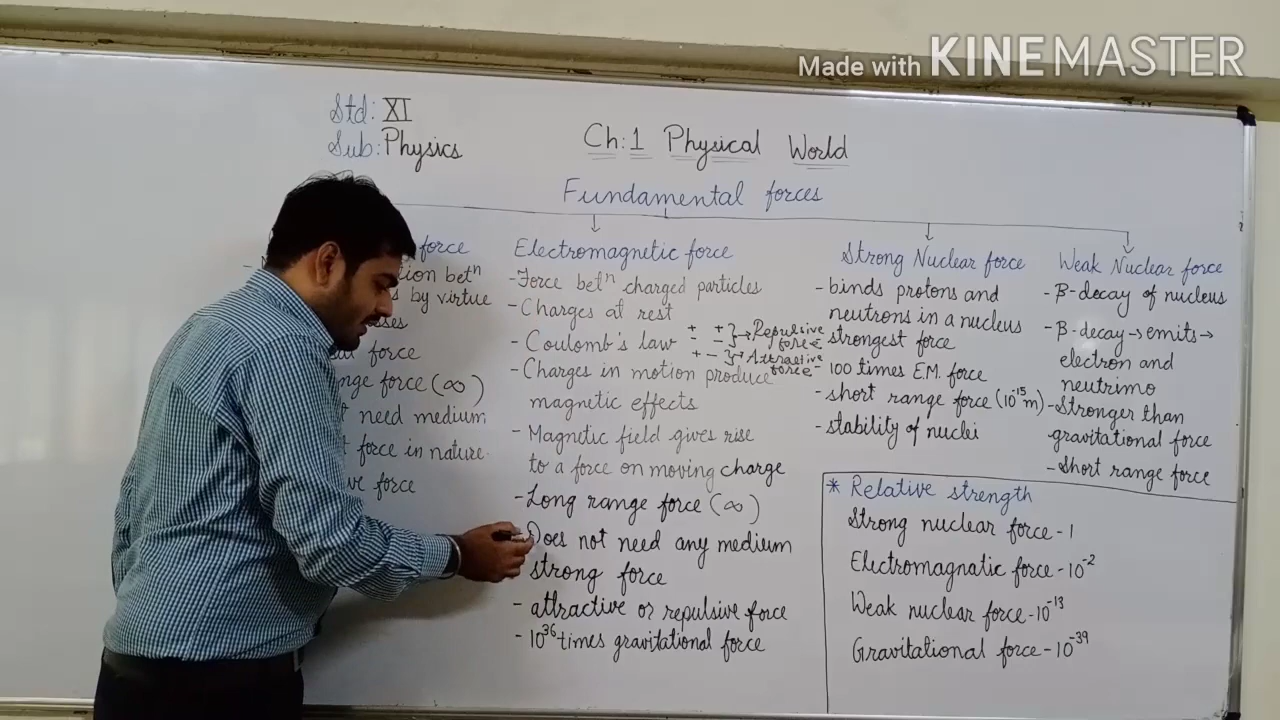 Made with KINEMASTER
Std: XI
Sub: Physics
Ch:1 Physical World
Fundamental forces
force
tion betⁿ
by virtue
sses
force
nge force (∞)
need medium
force in nature.
ve force
Electromagnetic force
- Force betⁿ charged particles
- Charges at rest
- Coulomb's law + + - - } → Repulsive force
+ - } → Attractive force
- Charges in motion produce
magnetic effects
- Magnetic field gives rise
to a force on moving charge
- Long range force (∞)
- Does not need any medium
strong force
- attractive or repulsive force
- 10³⁶ times gravitational force
Strong Nuclear force
- binds protons and
neutrons in a nucleus
- strongest force
- 100 times E.M. force
- short range force (10⁻¹⁵m)
- stability of nuclei
Weak Nuclear force
- β-decay of nucleus
- β-decay → emits →
electron and
neutrimo
- Stronger than
gravitational force
- Short range force
* Relative strength
Strong nuclear force - 1
Electromagnatic force - 10⁻²
Weak nuclear force - 10⁻¹³
Gravitational force - 10⁻³⁹